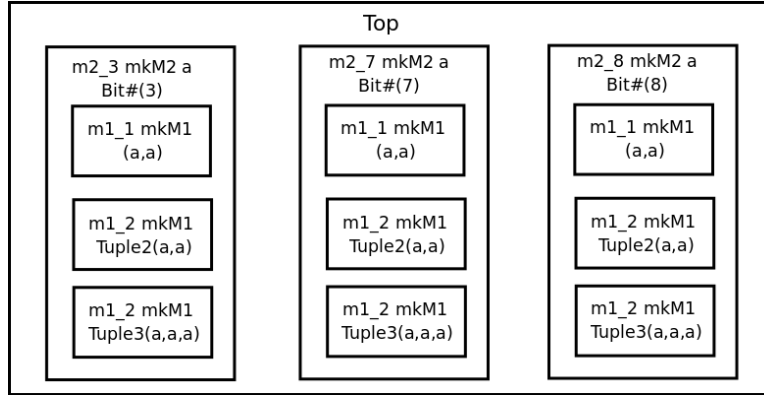 Top
m2_3 mkM2 a
Bit#(3)
m1_1 mkM1
(a,a)
m1_2 mkM1
Tuple2(a,a)
m1_2 mkM1
Tuple3(a,a,a)
m2_7 mkM2 a
Bit#(7)
m1_1 mkM1
(a,a)
m1_2 mkM1
Tuple2(a,a)
m1_2 mkM1
Tuple3(a,a,a)
m2_8 mkM2 a
Bit#(8)
m1_1 mkM1
(a,a)
m1_2 mkM1
Tuple2(a,a)
m1_2 mkM1
Tuple3(a,a,a)